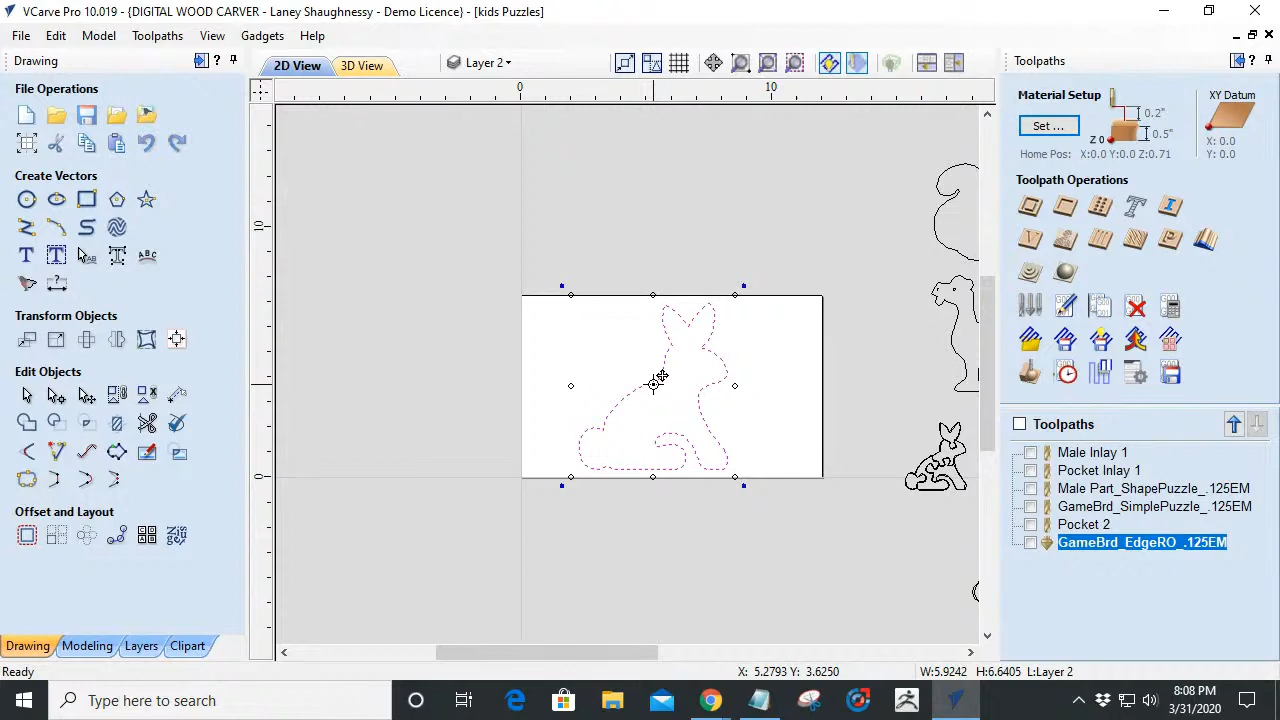 VCarve Pro 10.019 - {DIGITAL WOOD CARVER - Laney Shaughnessy - Demo Licence} - [kids Puzzles]
File Edit Model Toolpaths View Gadgets Help
Drawing
2D View 3D View Layer 2
Toolpaths
File Operations
0 10
Material Setup
XY Datum
Set ...
0.2"
0.5"
Z 0
X: 0.0
Y: 0.0
Home Pos: X:0.0 Y:0.0 Z:0.71
Create Vectors
Toolpath Operations
10
Transform Objects
Edit Objects
0
Toolpaths
Male Inlay 1
Pocket Inlay 1
Male Part_ShapePuzzle_.125EM
GameBrd_SimplePuzzle_.125EM
Pocket 2
GameBrd_EdgeRO_.125EM
Offset and Layout
Drawing Modeling Layers Clipart
Ready
X: 5.2793 Y: 3.6250
W:5.9242 H:6.6405 L:Layer 2
Type here to search
8:08 PM
3/31/2020